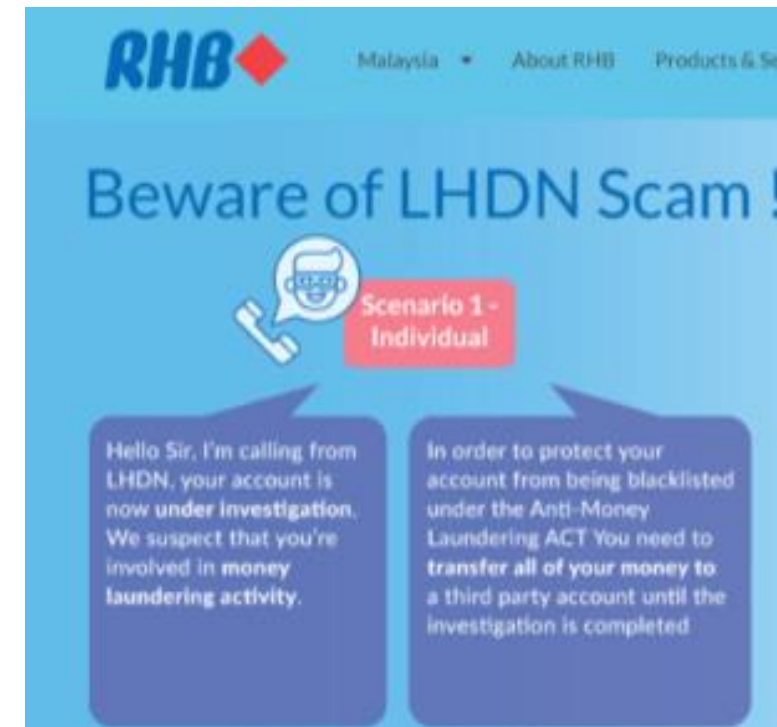 RHB
Malaysia About RHB Products & Se
Beware of LHDN Scam !
Scenario 1 -
Individual
Hello Sir, I'm calling from
LHDN, your account is
now under investigation.
We suspect that you're
involved in money
laundering activity.
In order to protect your
account from being blacklisted
under the Anti-Money
Laundering ACT You need to
transfer all of your money to
a third party account until the
investigation is completed